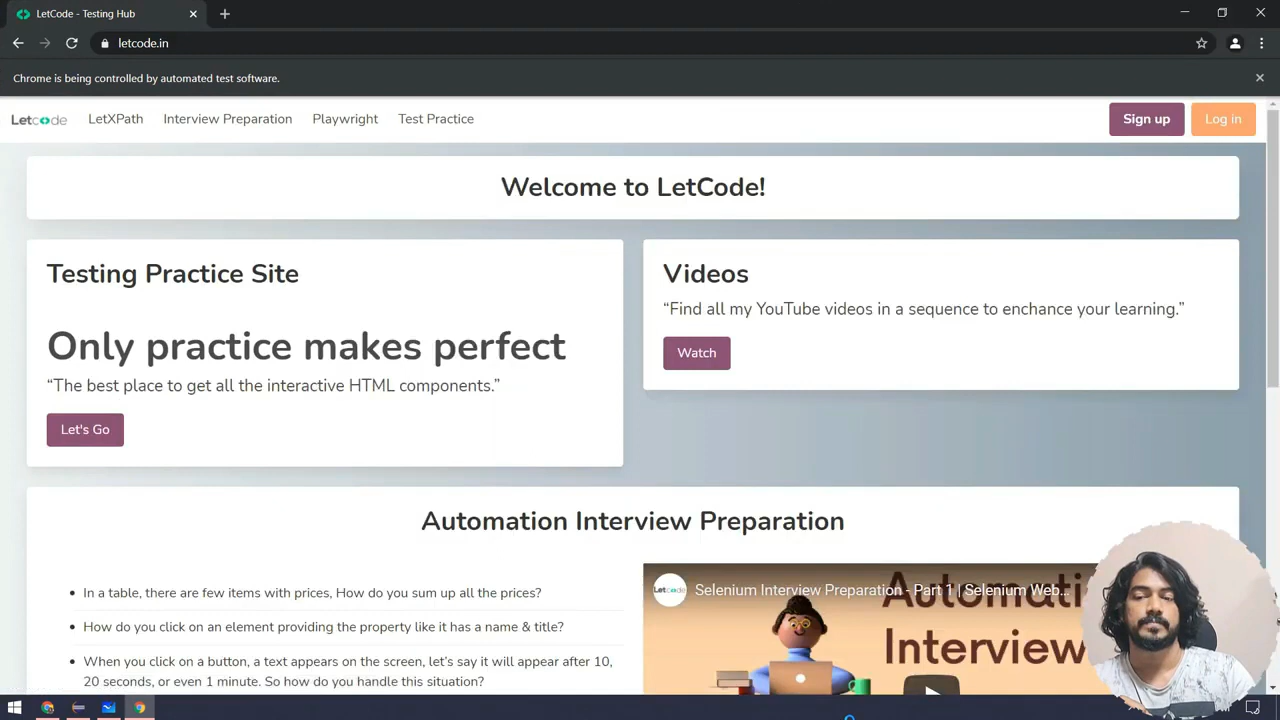 LetCode - Testing Hub
letcode.in
Chrome is being controlled by automated test software.
Letcode
LetXPath
Interview Preparation
Playwright
Test Practice
Sign up
Log in
Welcome to LetCode!
Testing Practice Site
Only practice makes perfect
“The best place to get all the interactive HTML components.”
Let's Go
Videos
“Find all my YouTube videos in a sequence to enchance your learning.”
Watch
Automation Interview Preparation
In a table, there are few items with prices, How do you sum up all the prices?
How do you click on an element providing the property like it has a name & title?
When you click on a button, a text appears on the screen, let’s say it will appear after 10,
20 seconds, or even 1 minute. So how do you handle this situation?
Letcode
Selenium Interview Preparation - Part 1 | Selenium Web...
Automati
Interview